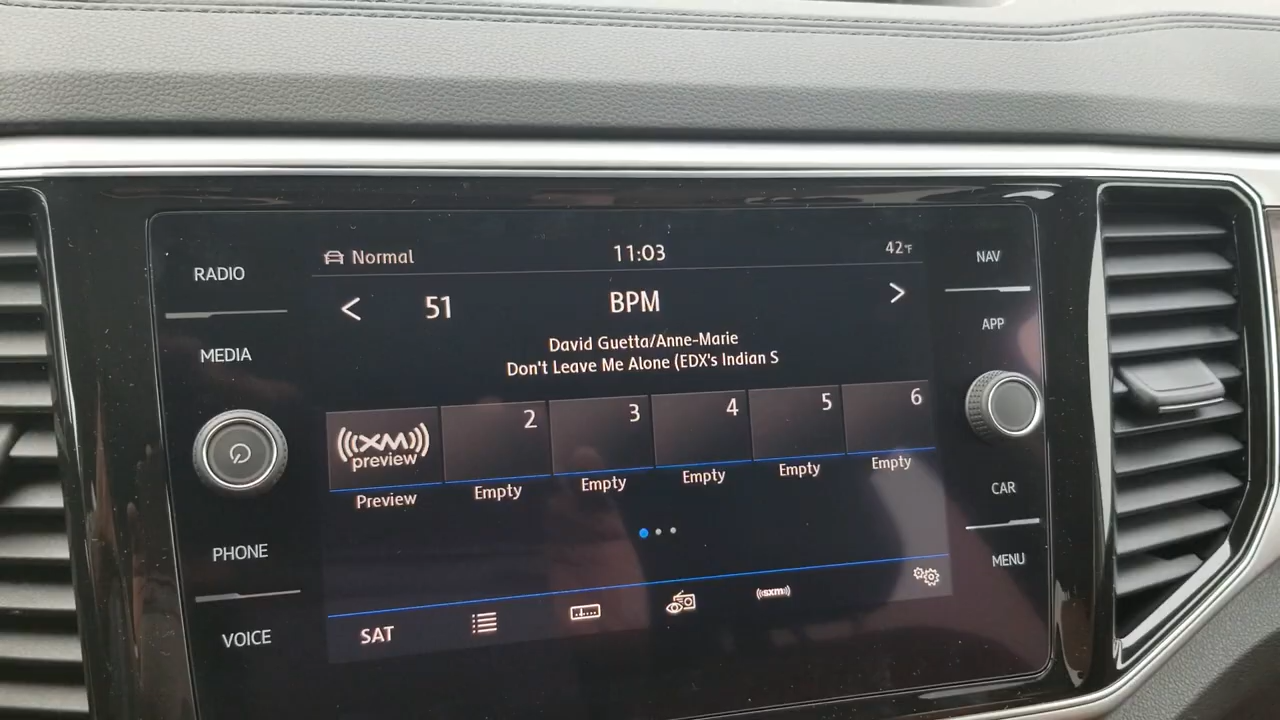 RADIO
MEDIA
PHONE
VOICE
Normal
11:03
42°F
<
51
BPM
>
David Guetta/Anne-Marie
Don't Leave Me Alone (EDX's Indian S
((XM))
preview
2
3
4
5
6
Preview
Empty
Empty
Empty
Empty
Empty
SAT
((sxm))
NAV
APP
CAR
MENU